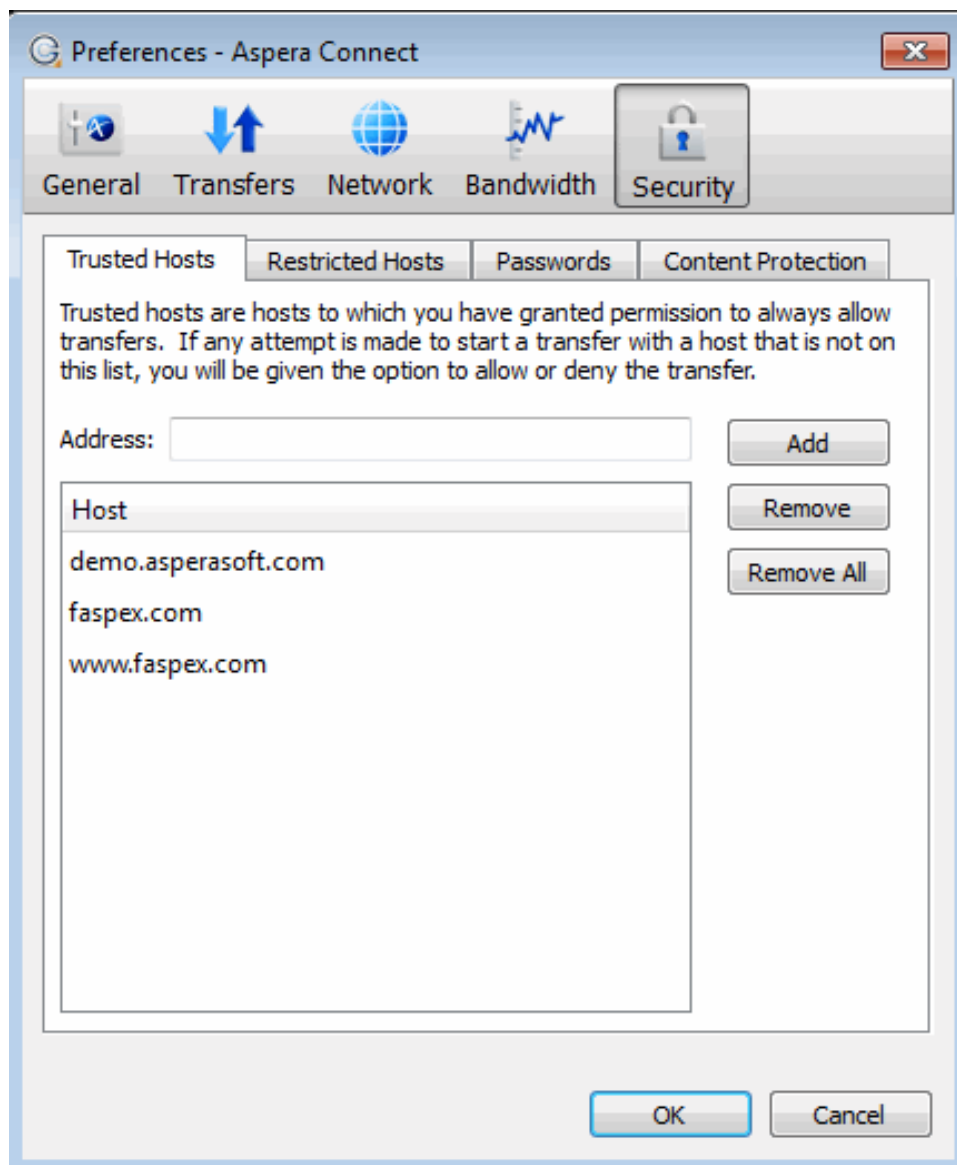 Preferences - Aspera Connect
General Transfers Network Bandwidth Security
Trusted Hosts Restricted Hosts Passwords Content Protection
Trusted hosts are hosts to which you have granted permission to always allow
transfers. If any attempt is made to start a transfer with a host that is not on
this list, you will be given the option to allow or deny the transfer.
Address: Add
Host Remove
demo.asperasoft.com Remove All
faspex.com
www.faspex.com
OK Cancel